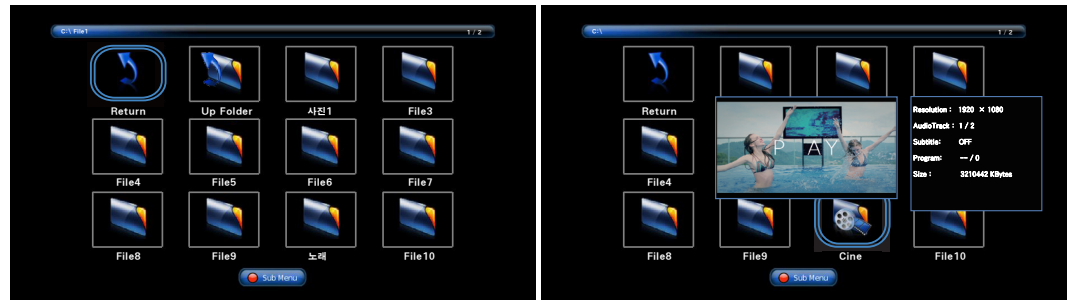 C:\ File1
1 / 2
Return
Up Folder
사진1
File3
File4
File5
File6
File7
File8
File9
노래
File10
Sub Menu
C:\
1 / 2
Return
Resolution : 1920 × 1080
AudioTrack : 1 / 2
Subtitle: OFF
Program: -- / 0
Size : 3210442 KBytes
PLAY
File4
File8
File9
Cine
File10
Sub Menu